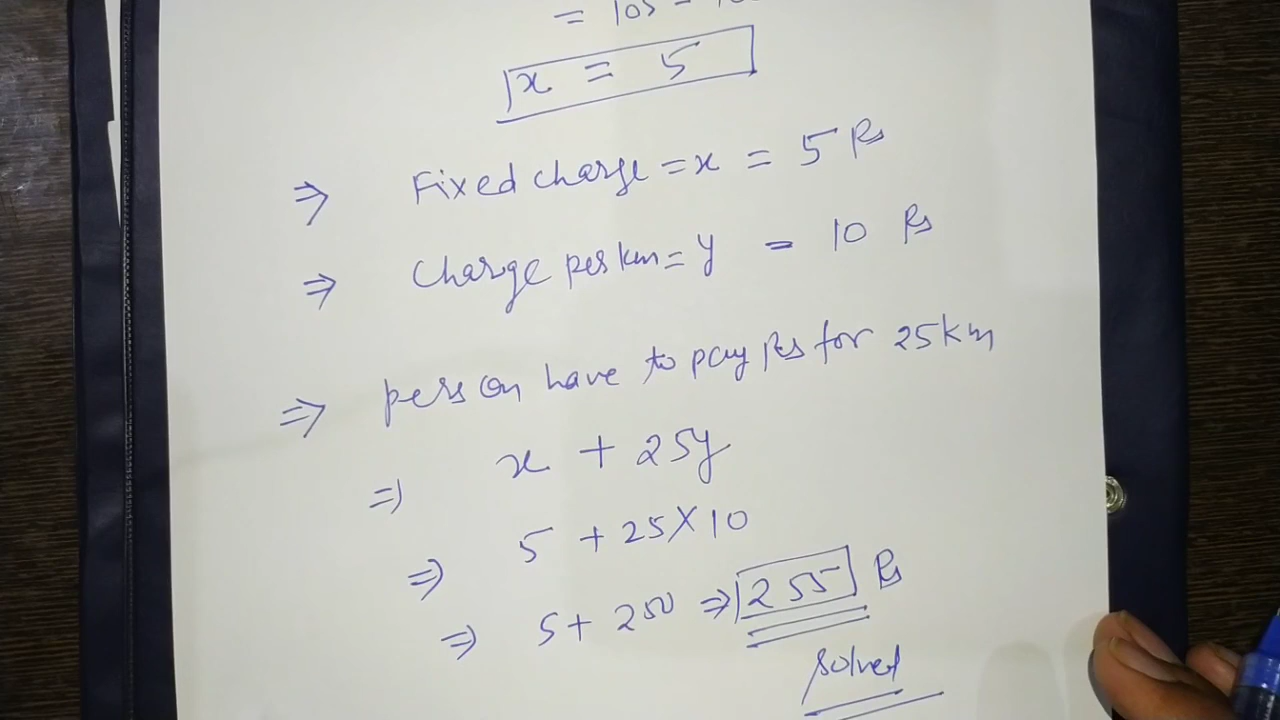 = 105 -
x = 5
⇒ Fixed charge = x = 5 Rs
⇒ Charge per km = y = 10 Rs
⇒ person have to pay Rs for 25km
⇒ x + 25y
⇒ 5 + 25 × 10
⇒ 5 + 250 ⇒ 255 Rs
Solved